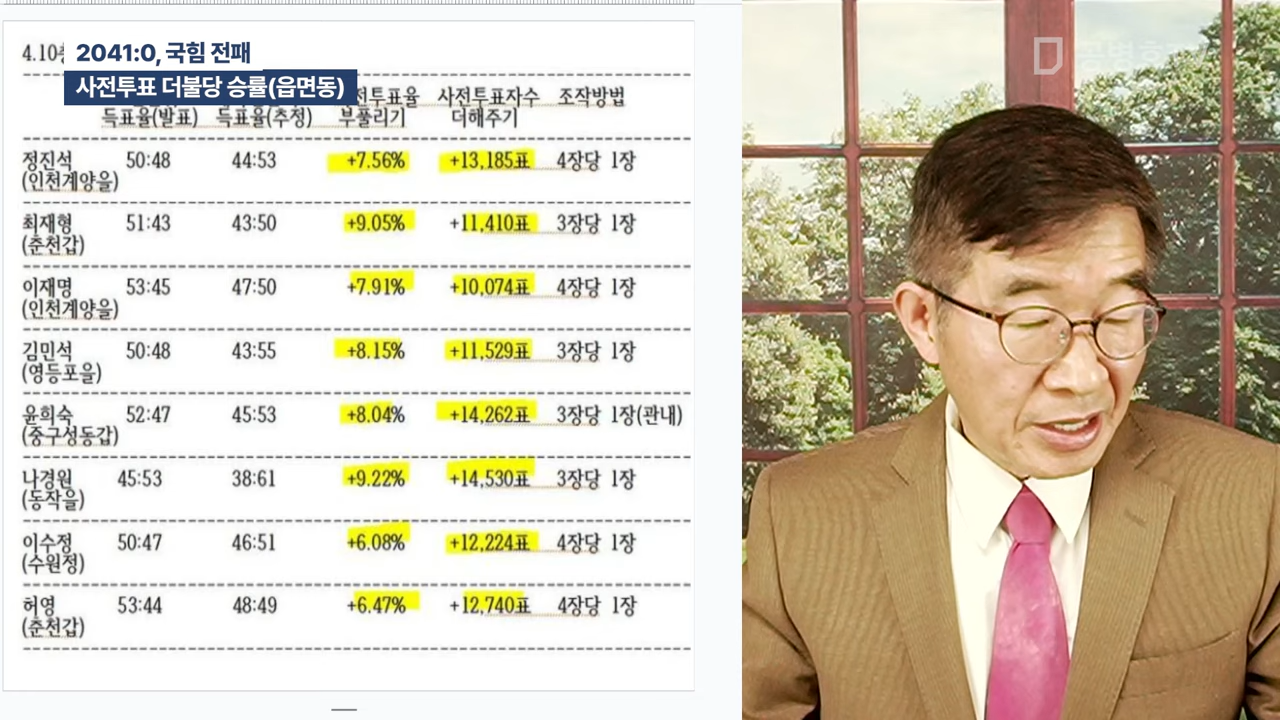 4.10총
2041:0, 국힘 전패
사전투표 더불당 승률(읍면동)
전투표율 사전투표자수 조작방법
득표율(발표) 득표율(추정) 부풀리기 더해주기
정진석 50:48 44:53 +7.56% +13,185표 4장당 1장
(인천계양을)
최재형 51:43 43:50 +9.05% +11,410표 3장당 1장
(춘천갑)
이재명 53:45 47:50 +7.91% +10,074표 4장당 1장
(인천계양을)
김민석 50:48 43:55 +8.15% +11,529표 3장당 1장
(영등포을)
윤희숙 52:47 45:53 +8.04% +14,262표 3장당 1장(관내)
(중구성동갑)
나경원 45:53 38:61 +9.22% +14,530표 3장당 1장
(동작을)
이수정 50:47 46:51 +6.08% +12,224표 4장당 1장
(수원정)
허영 53:44 48:49 +6.47% +12,740표 4장당 1장
(춘천갑)
공병호